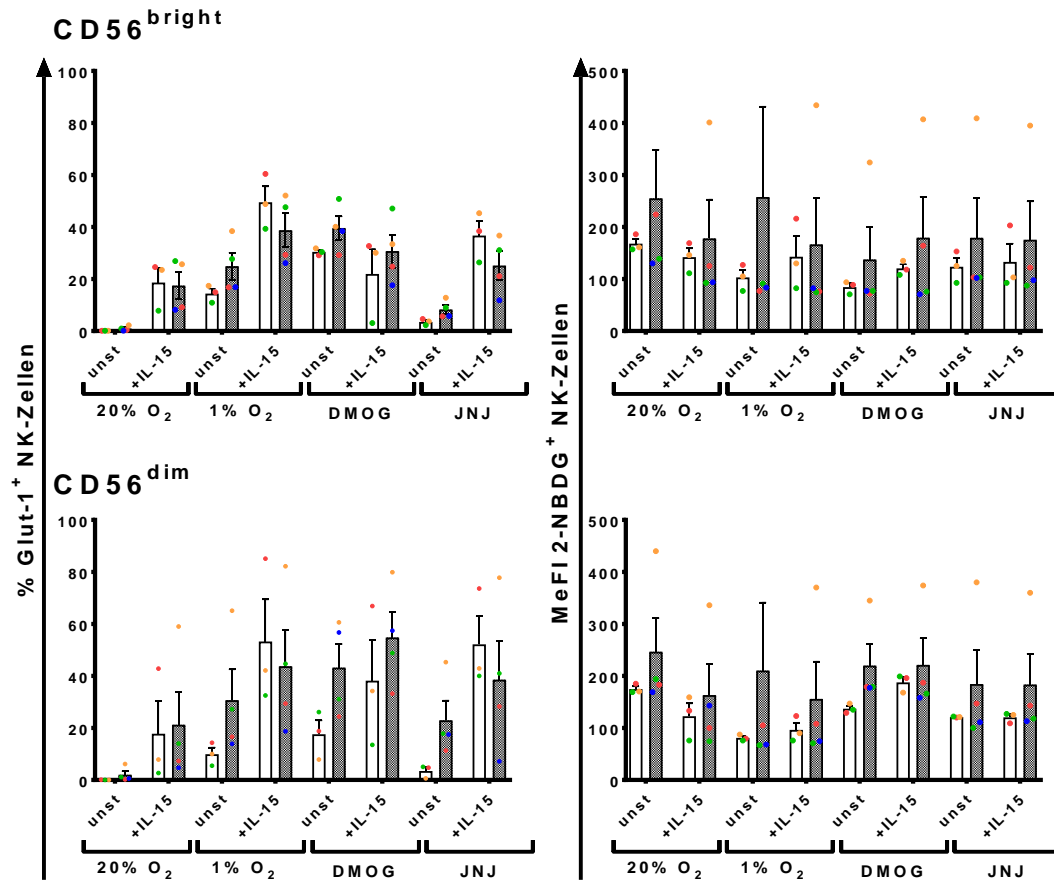 CD56bright
% Glut-1+ NK-Zellen
100
80
60
40
20
0
unst
+IL-15
unst
+IL-15
unst
+IL-15
unst
+IL-15
20% O2
1% O2
DMOG
JNJ
MeFI 2-NBDG+ NK-Zellen
500
400
300
200
100
0
unst
+IL-15
unst
+IL-15
unst
+IL-15
unst
+IL-15
20% O2
1% O2
DMOG
JNJ
CD56dim
100
80
60
40
20
0
unst
+IL-15
unst
+IL-15
unst
+IL-15
unst
+IL-15
20% O2
1% O2
DMOG
JNJ
500
400
300
200
100
0
unst
+IL-15
unst
+IL-15
unst
+IL-15
unst
+IL-15
20% O2
1% O2
DMOG
JNJ